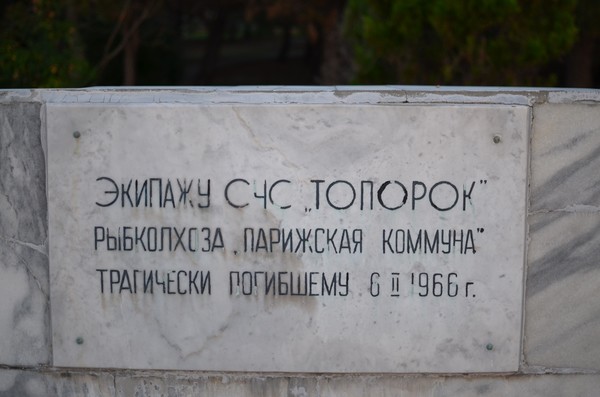 ЭКИПАЖУ СЧС „ТОПОРОК"
РЫБКОЛХОЗА „ПАРИЖСКАЯ КОММУНА"
ТРАГИЧЕСКИ ПОГИБШЕМУ 6 II 1966 г.